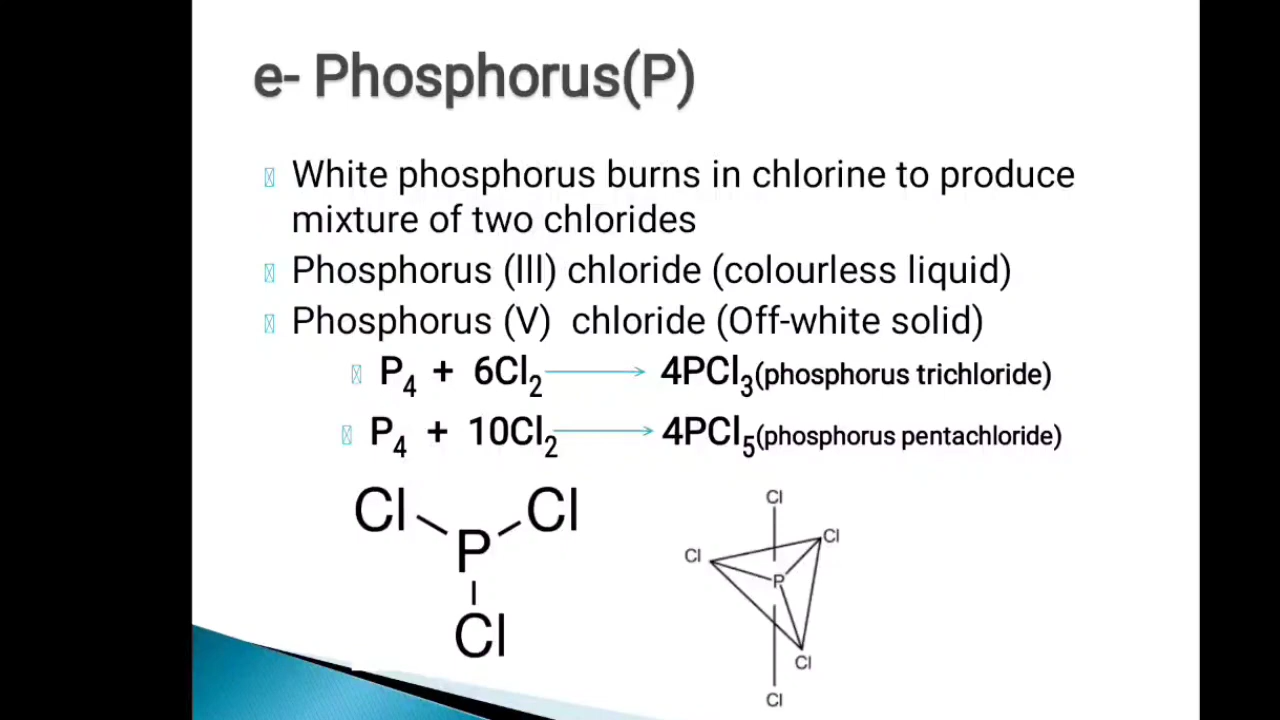 e- Phosphorus(P)
White phosphorus burns in chlorine to produce
mixture of two chlorides
Phosphorus (III) chloride (colourless liquid)
Phosphorus (V) chloride (Off-white solid)
P₄ + 6Cl₂ → 4PCl₃(phosphorus trichloride)
P₄ + 10Cl₂ → 4PCl₅(phosphorus pentachloride)
Cl Cl
P
Cl
Cl
Cl
Cl
P
Cl
Cl